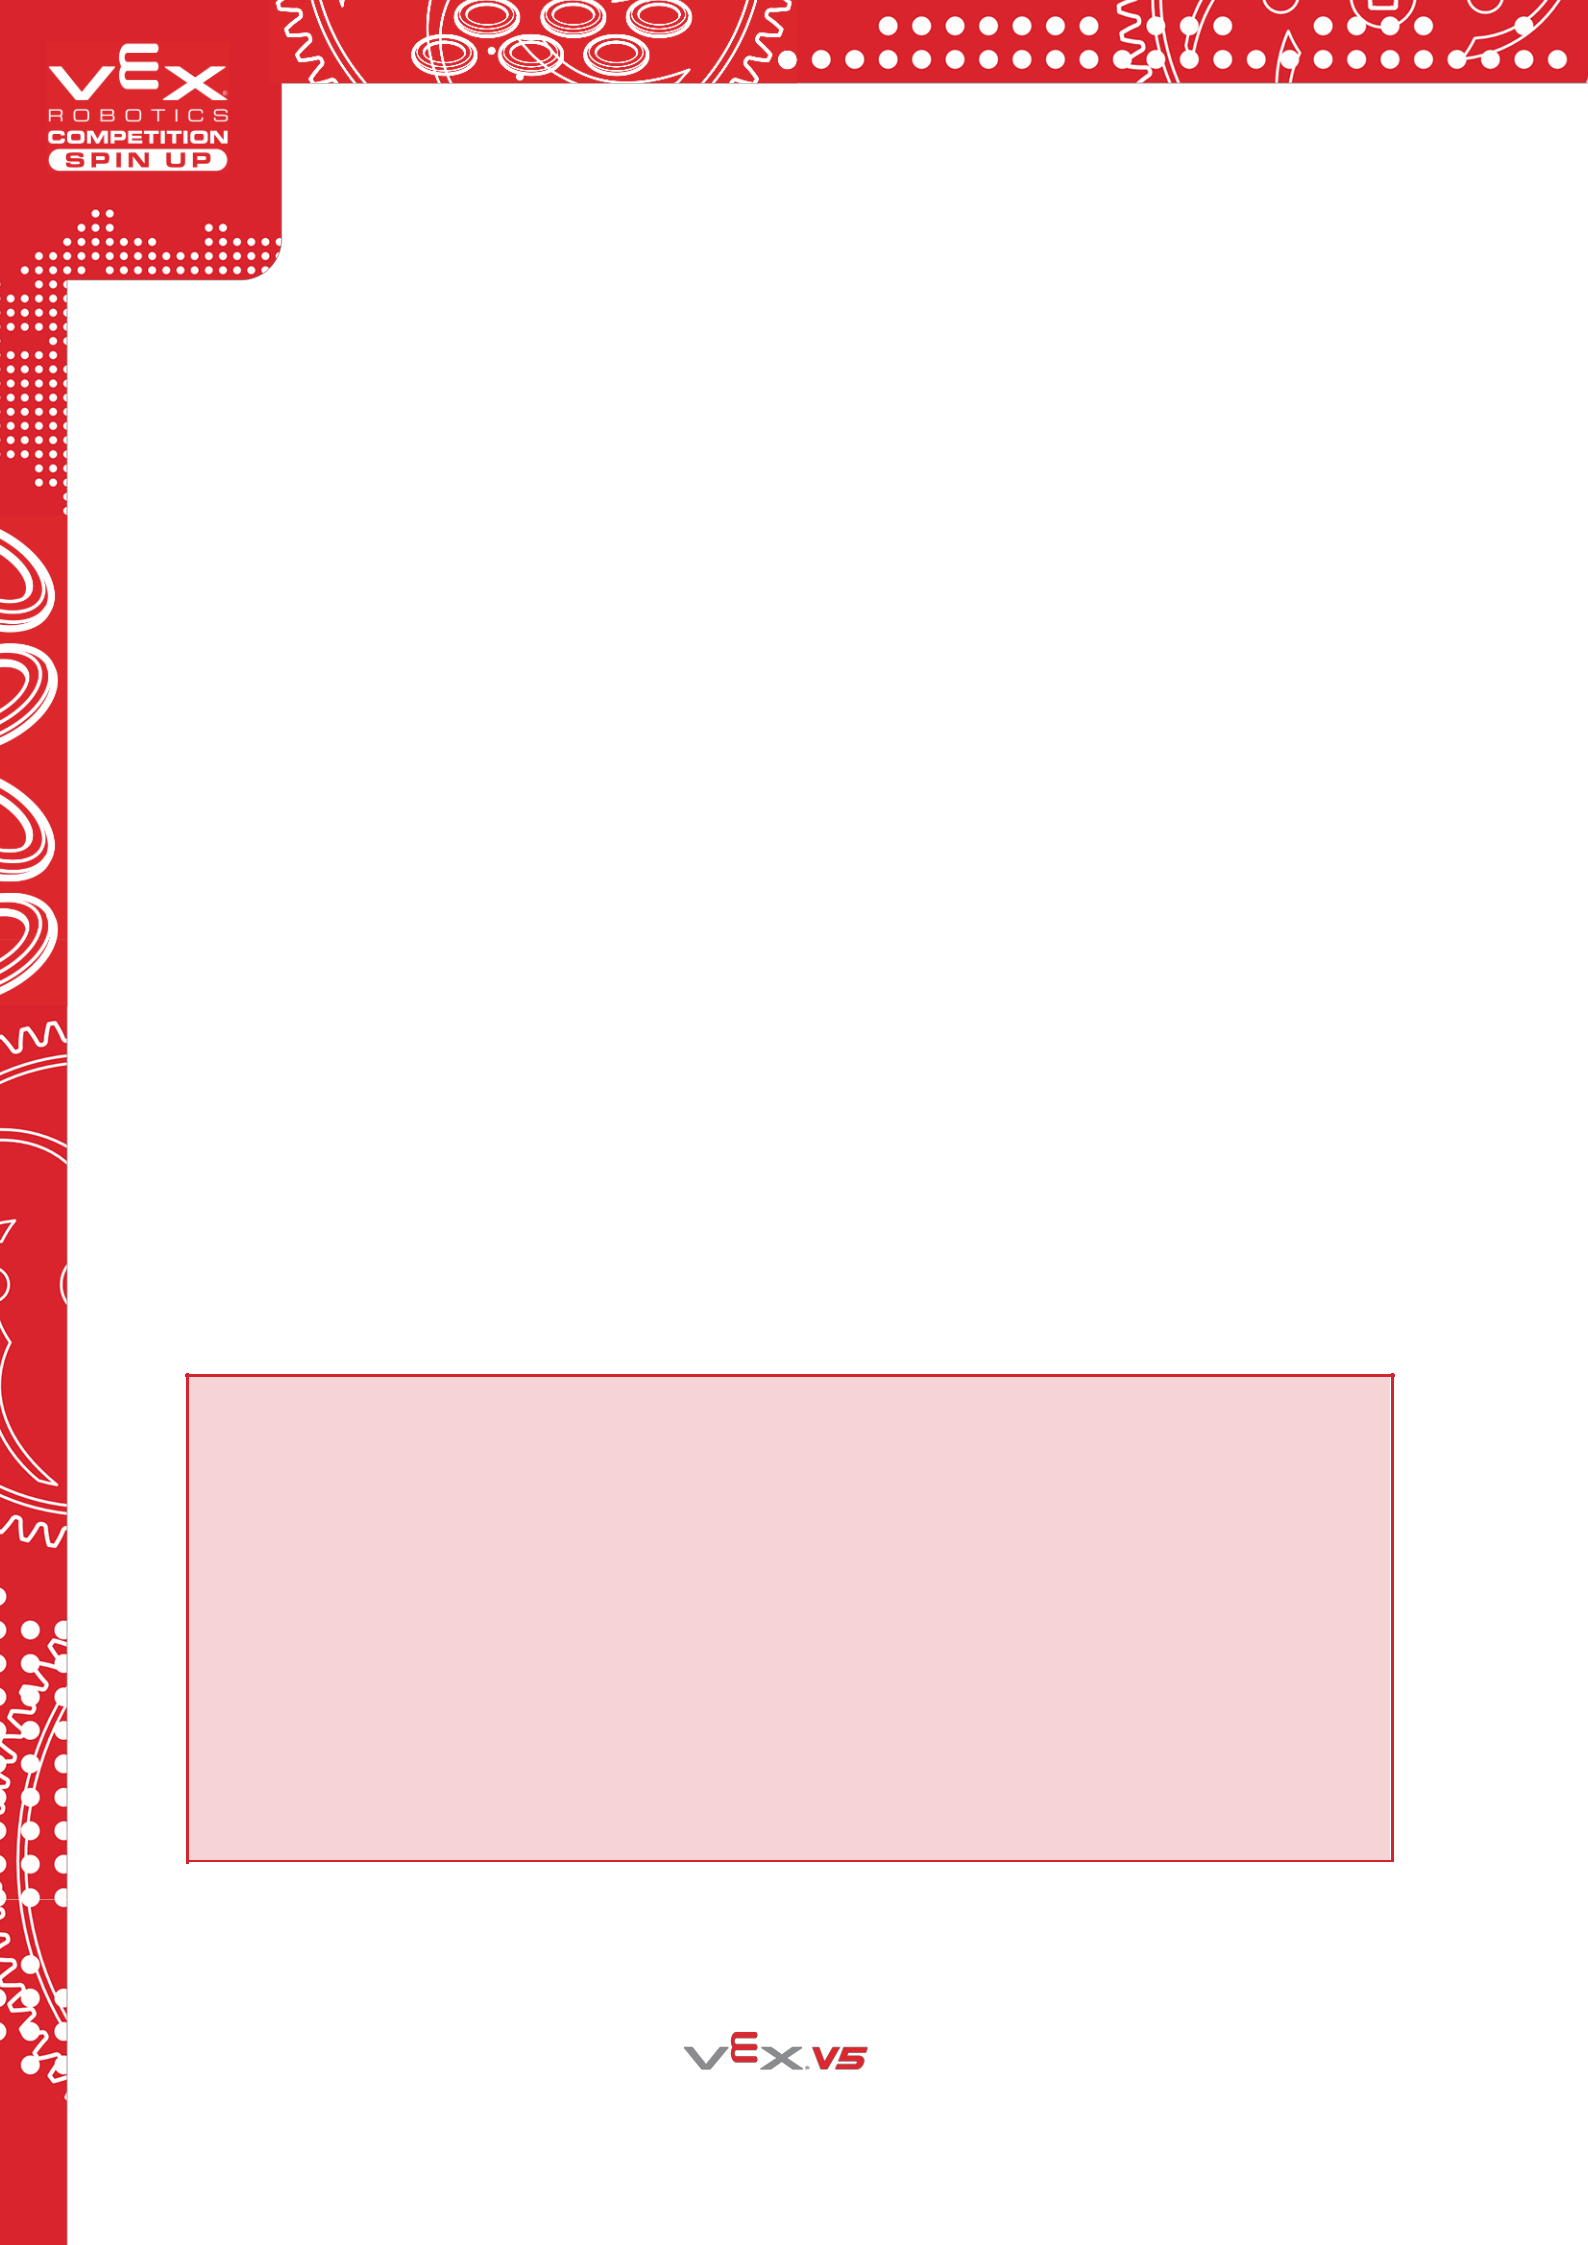 VEX
ROBOTICS
COMPETITION
SPIN UP
VEX V5